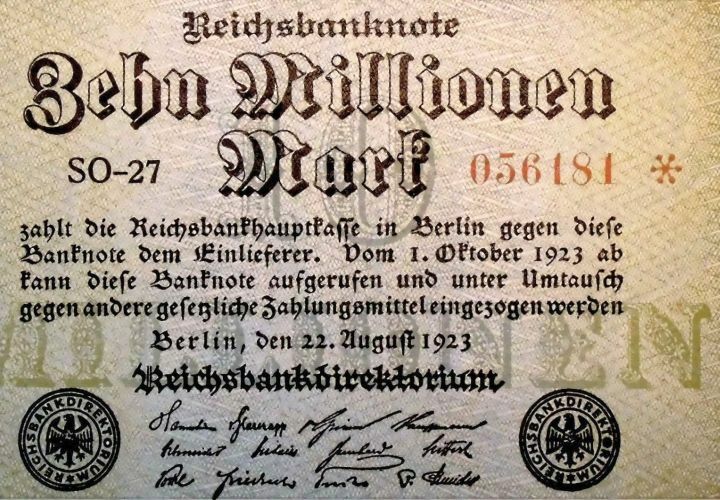 Reichsbanknote
Zehn Millionen
Mark
SO-27 056181 *
zahlt die Reichsbankhauptkasse in Berlin gegen diese
Banknote dem Einlieferer. Vom 1. Oktober 1923 ab
kann diese Banknote aufgerufen und unter Umtausch
gegen andere gesetzliche Zahlungsmittel eingezogen werden
Berlin, den 22. August 1923
Reichsbankdirektorium
REICHSBANKDIREKTORIUM
REICHSBANKDIREKTORIUM